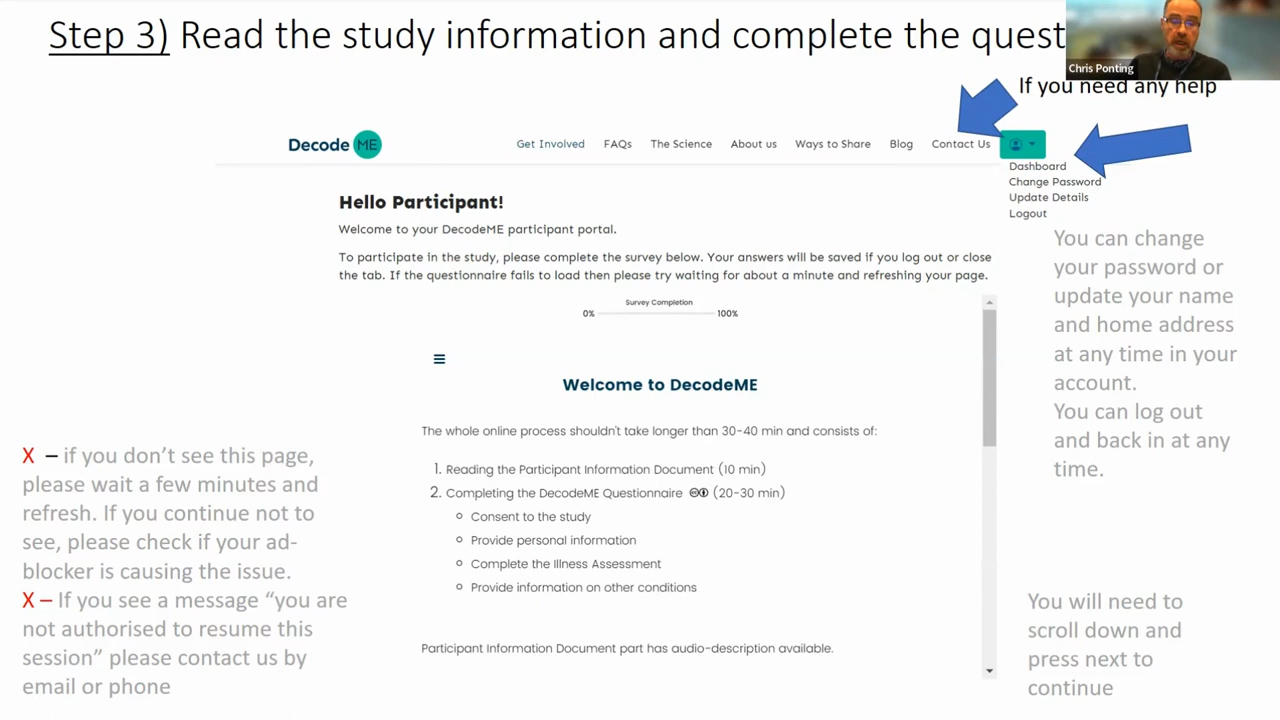 Step 3) Read the study information and complete the quest
Chris Ponting
If you need any help
Decode ME
Get Involved FAQs The Science About us Ways to Share Blog Contact Us
Dashboard
Change Password
Update Details
Logout
Hello Participant!
Welcome to your DecodeME participant portal.
To participate in the study, please complete the survey below. Your answers will be saved if you log out or close
the tab. If the questionnaire fails to load then please try waiting for about a minute and refreshing your page.
Survey Completion
0% 100%
Welcome to DecodeME
The whole online process shouldn't take longer than 30-40 min and consists of:
1. Reading the Participant Information Document (10 min)
2. Completing the DecodeME Questionnaire (20-30 min)
Consent to the study
Provide personal information
Complete the Illness Assessment
Provide information on other conditions
Participant Information Document part has audio-description available.
You can change
your password or
update your name
and home address
at any time in your
account.
You can log out
and back in at any
time.
X – if you don't see this page,
please wait a few minutes and
refresh. If you continue not to
see, please check if your ad-
blocker is causing the issue.
X – If you see a message “you are
not authorised to resume this
session” please contact us by
email or phone
You will need to
scroll down and
press next to
continue